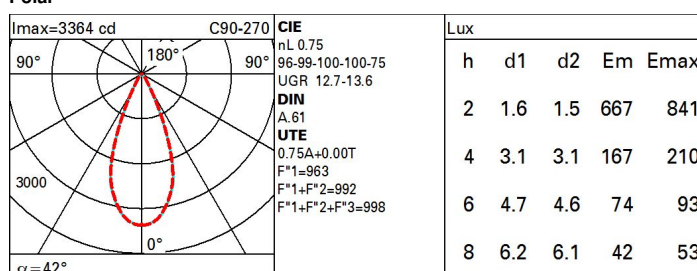 Imax=3364 cd C90-270
90° 180° 90°
3000
0°
α=42°
CIE
nL 0.75
96-99-100-100-75
UGR 12.7-13.6
DIN
A.61
UTE
0.75A+0.00T
F"1=963
F"1+F"2=992
F"1+F"2+F"3=998
Lux
h d1 d2 Em Emax
2 1.6 1.5 667 841
4 3.1 3.1 167 210
6 4.7 4.6 74 93
8 6.2 6.1 42 53